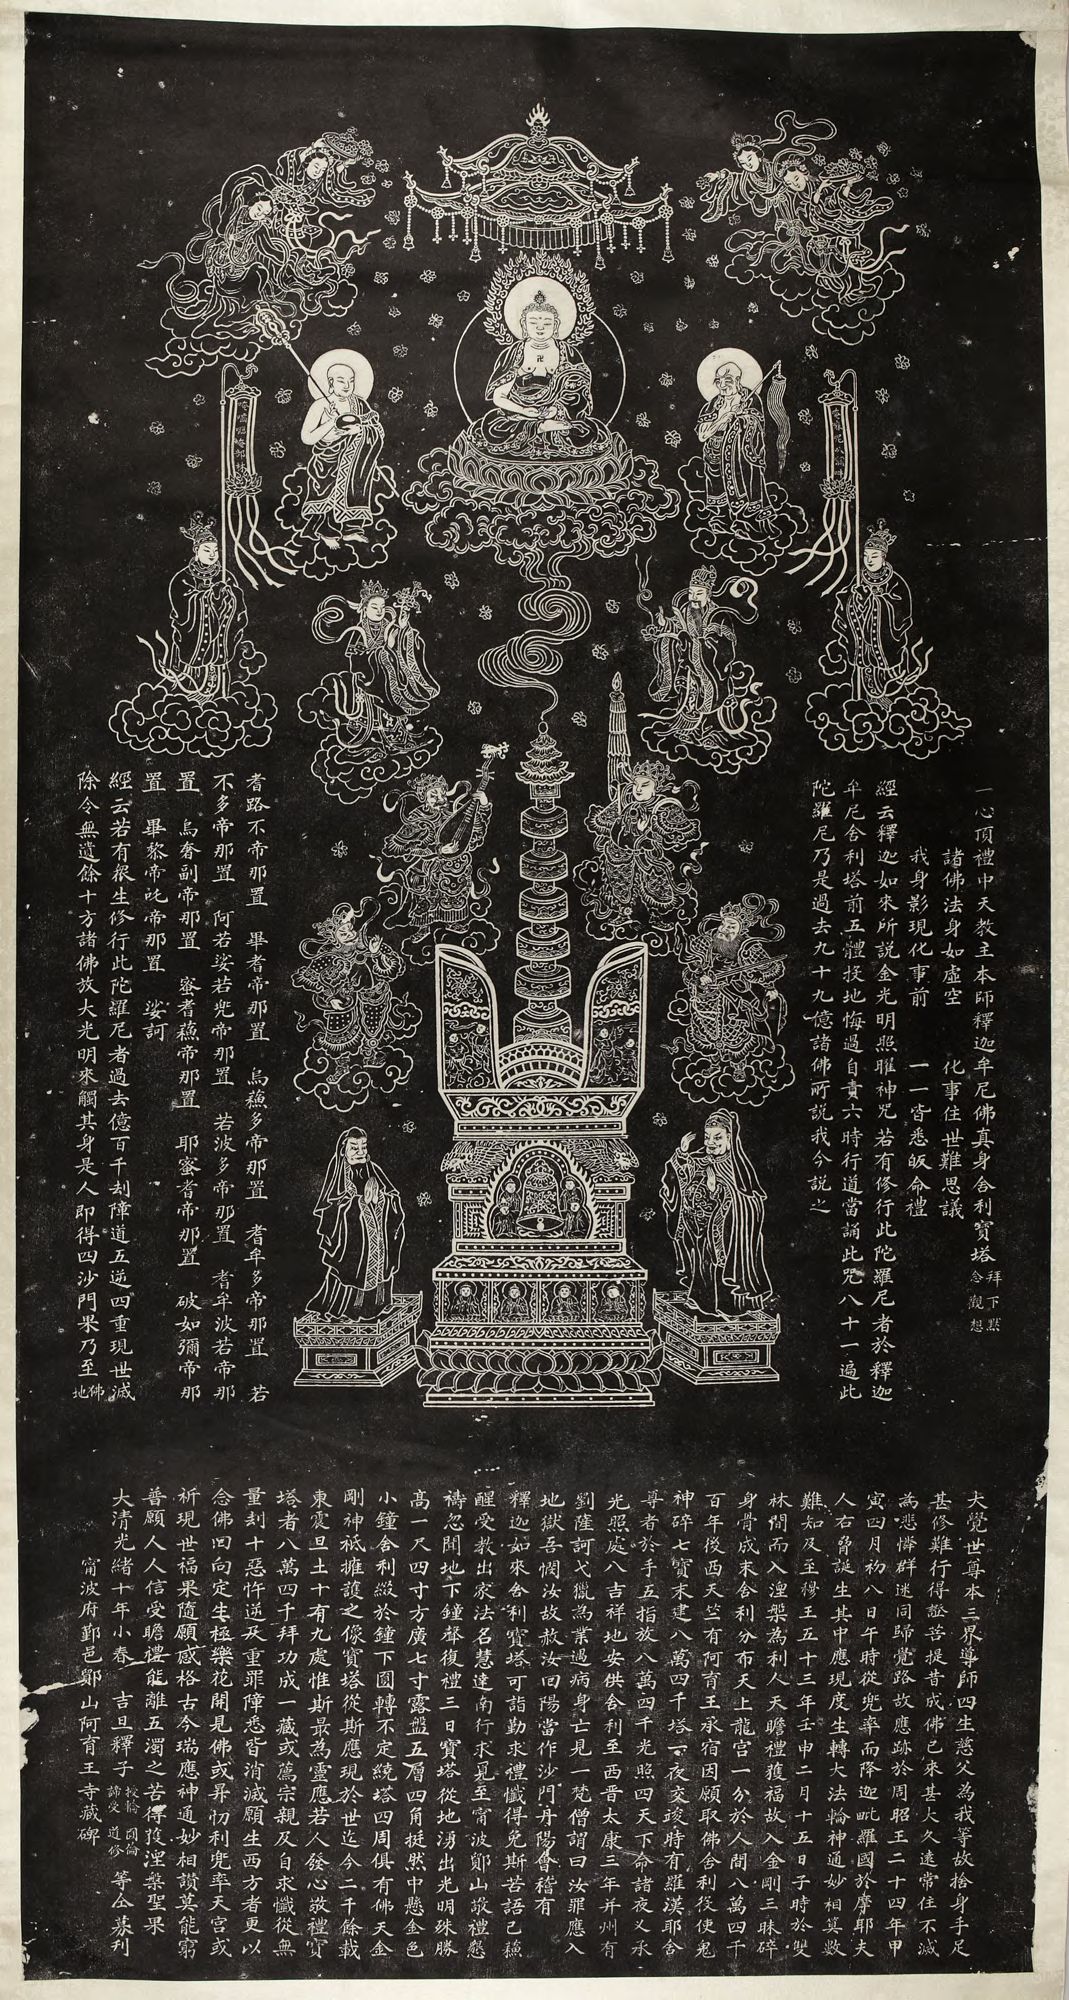 一心頂禮中天教主本師釋迦牟尼佛真身舍利寶塔 拜下黙念觀想
諸佛法身如虛空 化事住世難思議
我身影現化事前 一一皆悉皈命禮
經云釋迦如來所説金光明照曜神咒若有修行此陀羅尼者於釋迦
牟尼舍利塔前五體投地悔過自責六時行道當誦此咒八十一遍此
陀羅尼乃是過去九十九億諸佛所説我今説之
耆路不帝那置 畢耆帝那置 烏蘓多帝那置 耆牟多帝那置 若
不多帝那置 阿若娑若兜帝那置 若波多帝那置 耆牟波若帝那
置 烏奢副帝那置 蜜耆蘓帝那置 耶蜜耆帝那置 破如彌帝那
置 畢黎帝吒帝那置 娑訶
經云若有衆生修行此陀羅尼者過去億百千刦障道五逆四重現世滅
除令無遺餘十方諸佛放大光明來觸其身是人即得四沙門果乃至佛地
大覺世尊本三界導師四生慈父為我等故捨身手足
甚修難行得證菩提昔成佛已來甚大久遠常住不滅
為悲憐群迷同歸覺路故應跡於周昭王二十四年甲
寅四月初八日午時從兜率而降迦毗羅國於摩耶夫
人右脅誕生其中應現度生轉大法輪神通妙相莫數
難知及至穆王五十三年壬申二月十五日子時於雙
林間而入湼槃為利人天瞻禮獲福故入金剛三昧碎
身骨成末舍利分布天上龍宮一分於人間八萬四千
百年後西天竺有阿育王承宿因願取佛舍利役使鬼
神碎七寶末建八萬四千塔一夜交竣時有羅漢耶舍
尊者於手五指放八萬四千光照四天下命諸夜乂承
光照處八吉祥地安供舍利至西晋太康三年并州有
劉薩訶弋獵為業遇病身亡見一梵僧謂曰汝罪應入
地獄吾憫汝故赦汝回陽當作沙門丹陽會稽有
釋迦如來舍利寶塔可詣勤求禮懺得免斯苦語已穌
醒受教出家法名慧達南行求覓至甯波鄮山敬禮懇
禱忽聞地下鐘聲復禮三日寶塔從地湧出光明殊勝
高一尺四寸方廣七寸露盤五層四角挺然中懸金色
小鐘舍利綴於鐘下圓轉不定繞塔四周俱有佛天金
剛神祇擁護之像寶塔從斯應現於世迄今二千餘載
東震旦土十有九處惟斯最為靈應若人發心敬禮寶
塔者八萬四千拜功成一藏或薦宗親及自求懺從無
量刦十惡忤逆及重罪障悉皆消滅願生西方者更以
念佛回向定生極樂花開見佛或昇忉利兜率天宮或
祈現世福果隨願感格古今瑞應神通妙相讚莫能窮
普願人人信受瞻禮能離五濁之苦得證湼槃聖果
大清光緒十年小春 吉旦釋子 等仝募刊
甯波府鄞邑鄮山阿育王寺藏碑